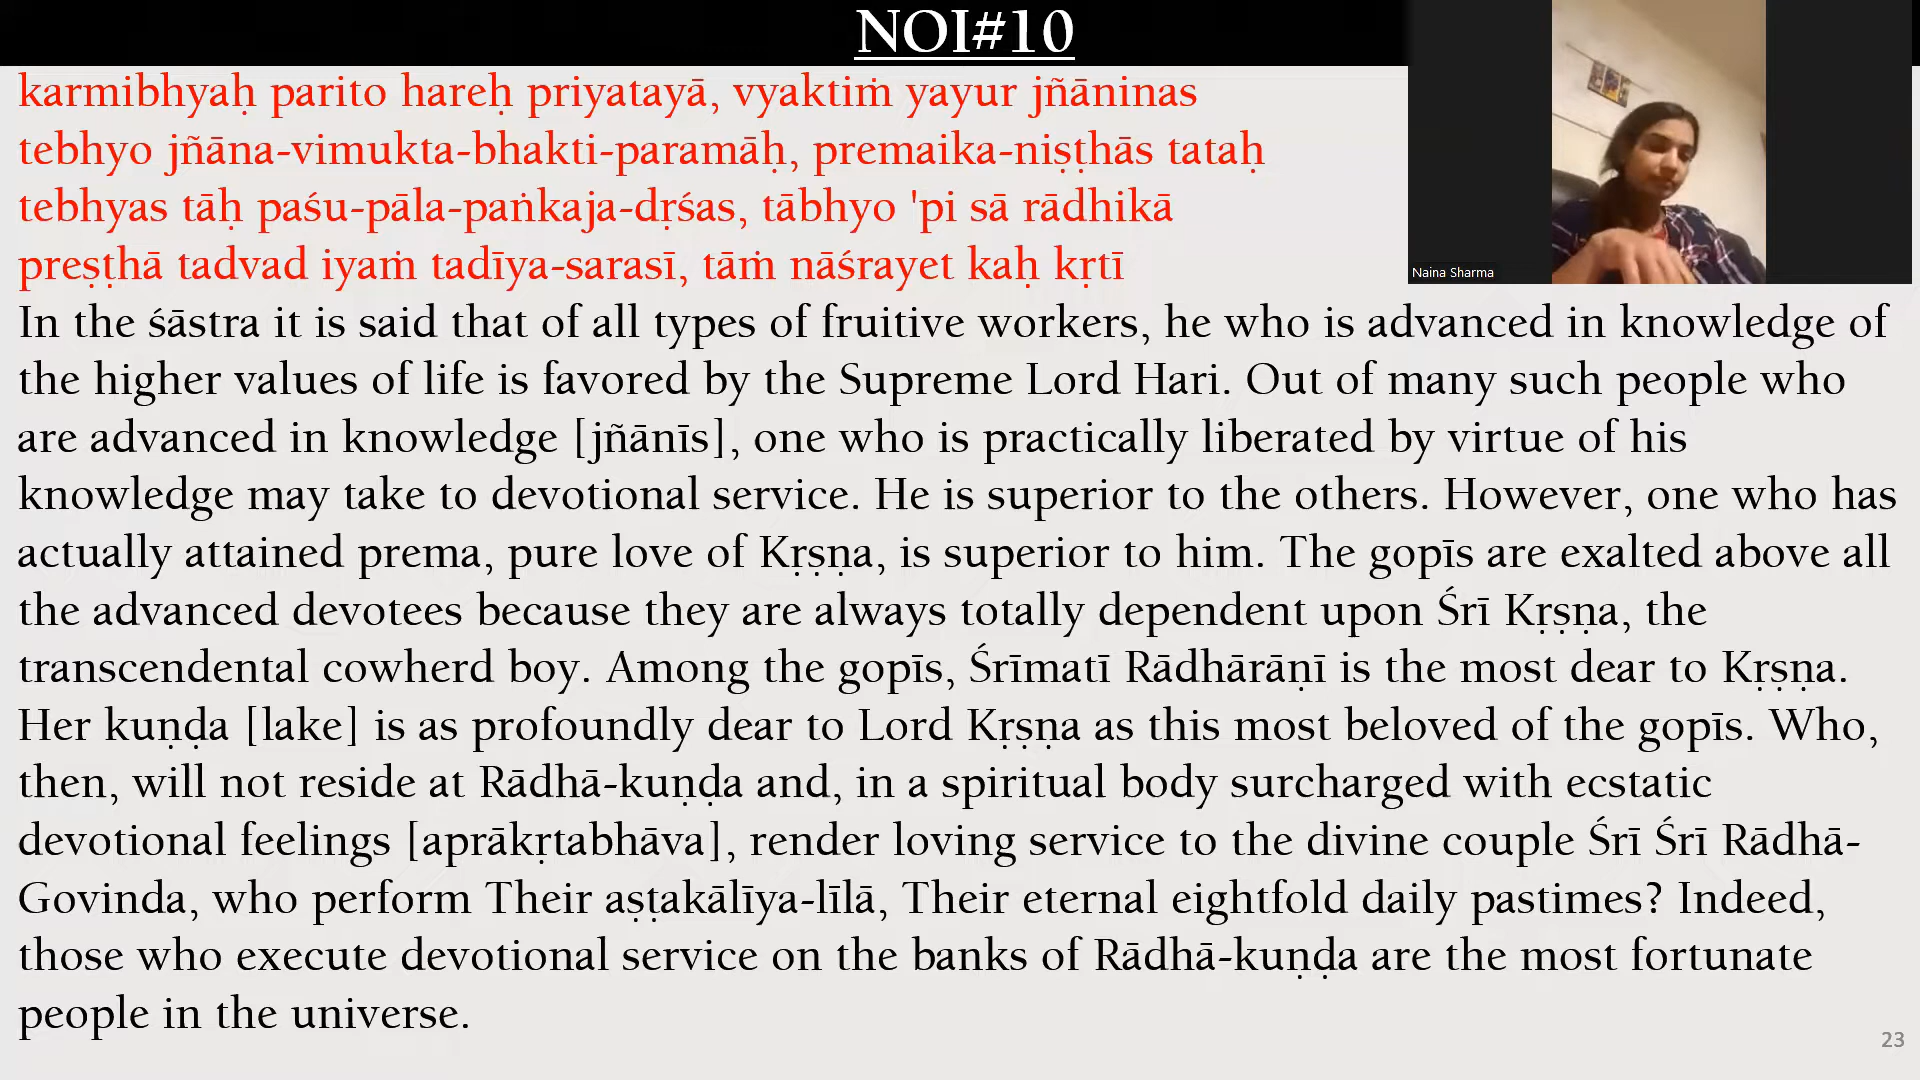 NOI#10
karmibhyaḥ parito hareḥ priyatayā, vyaktiṁ yayur jñāninas
tebhyo jñāna-vimukta-bhakti-paramāḥ, premaika-niṣṭhās tataḥ
tebhyas tāḥ paśu-pāla-paṅkaja-dṛśas, tābhyo 'pi sā rādhikā
preṣṭhā tadvad iyaṁ tadīya-sarasī, tāṁ nāśrayet kaḥ kṛtī
Naina Sharma
In the śāstra it is said that of all types of fruitive workers, he who is advanced in knowledge of
the higher values of life is favored by the Supreme Lord Hari. Out of many such people who
are advanced in knowledge [jñānīs], one who is practically liberated by virtue of his
knowledge may take to devotional service. He is superior to the others. However, one who has
actually attained prema, pure love of Kṛṣṇa, is superior to him. The gopīs are exalted above all
the advanced devotees because they are always totally dependent upon Śrī Kṛṣṇa, the
transcendental cowherd boy. Among the gopīs, Śrīmatī Rādhārāṇī is the most dear to Kṛṣṇa.
Her kuṇḍa [lake] is as profoundly dear to Lord Kṛṣṇa as this most beloved of the gopīs. Who,
then, will not reside at Rādhā-kuṇḍa and, in a spiritual body surcharged with ecstatic
devotional feelings [aprākṛtabhāva], render loving service to the divine couple Śrī Śrī Rādhā-
Govinda, who perform Their aṣṭakālīya-līlā, Their eternal eightfold daily pastimes? Indeed,
those who execute devotional service on the banks of Rādhā-kuṇḍa are the most fortunate
people in the universe.
23